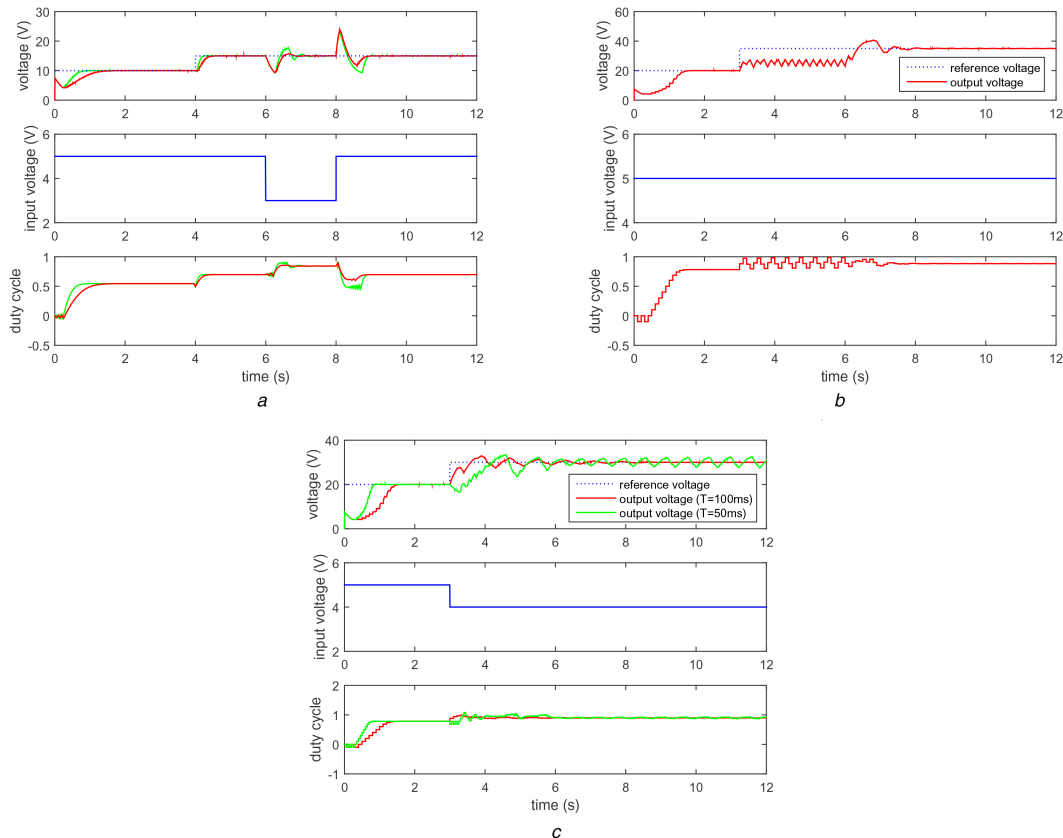 30
20
10
0
voltage (V)
0 2 4 6 8 10 12
6
4
2
input voltage (V)
0 2 4 6 8 10 12
1
0.5
0
-0.5
duty cycle
0 2 4 6 8 10 12
time (s)
a
60
40
20
0
voltage (V)
reference voltage
output voltage
0 2 4 6 8 10 12
6
5
4
input voltage (V)
0 2 4 6 8 10 12
1
0.5
0
-0.5
duty cycle
0 2 4 6 8 10 12
time (s)
b
40
20
0
voltage (V)
reference voltage
output voltage (T=100ms)
output voltage (T=50ms)
0 2 4 6 8 10 12
6
4
2
input voltage (V)
0 2 4 6 8 10 12
2
1
0
-1
duty cycle
0 2 4 6 8 10 12
time (s)
c